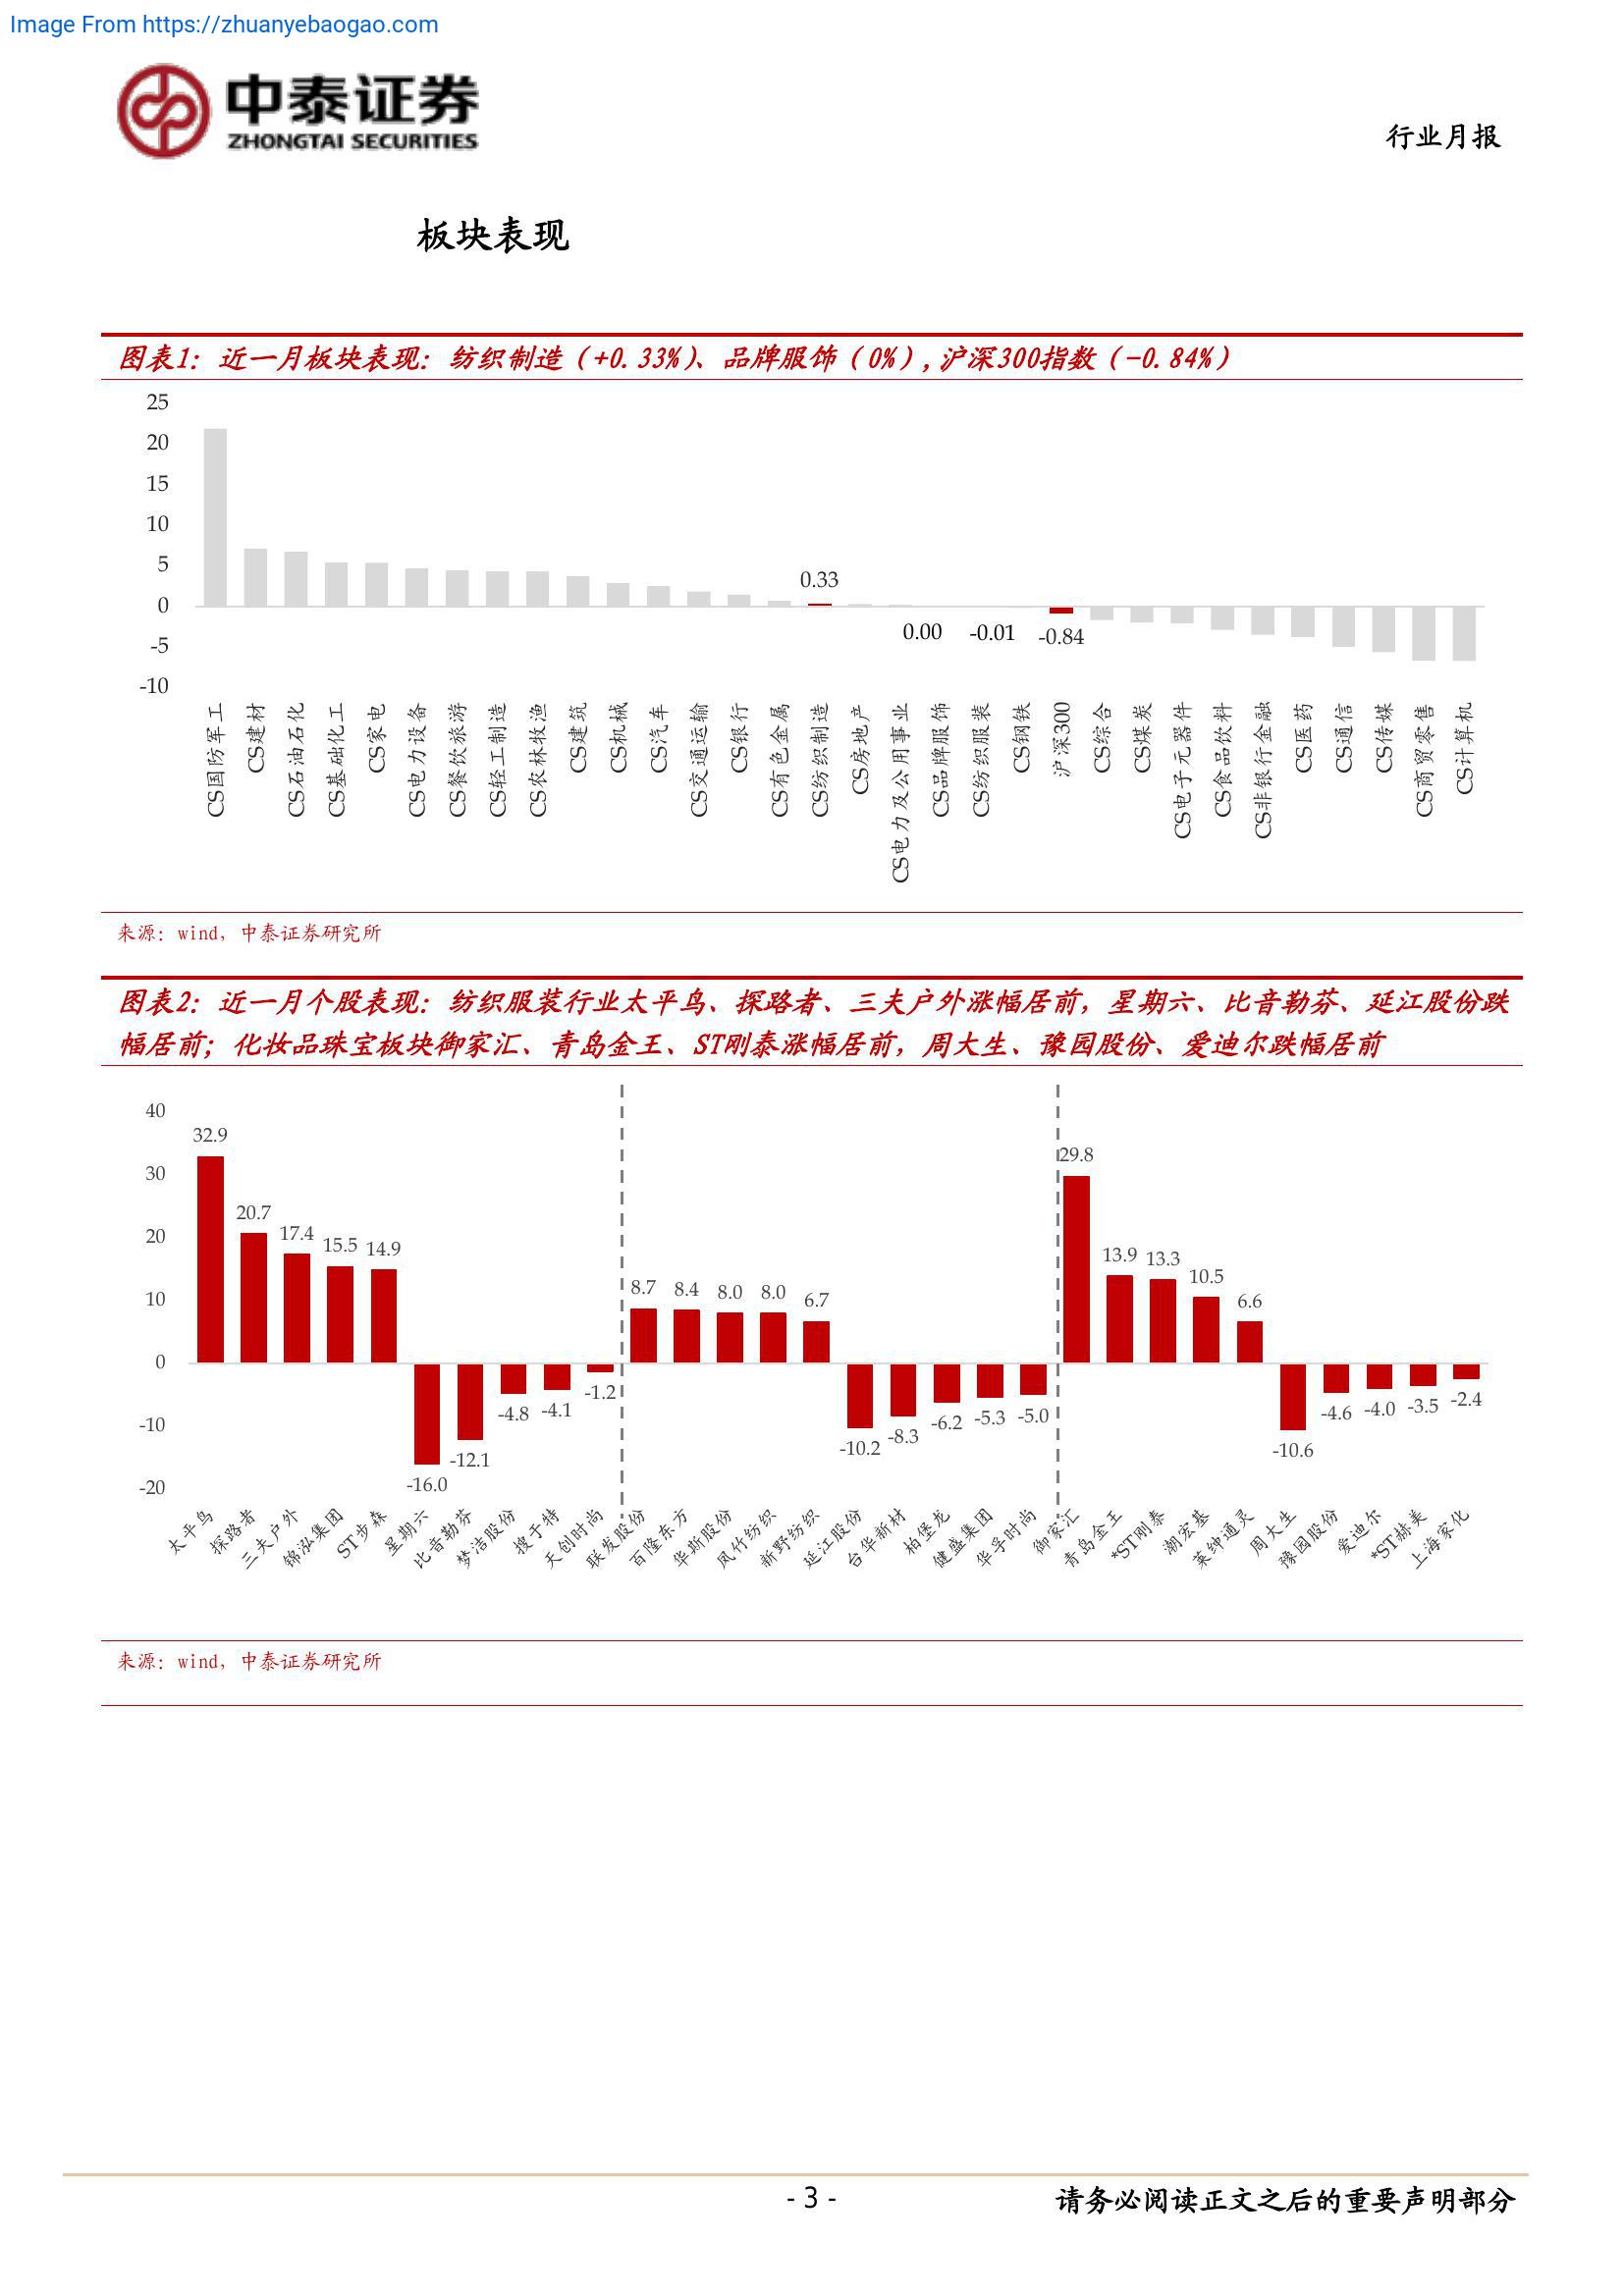 Image From https://zhuanyebaogao.com
中泰证券
ZHONGTAI SECURITIES
行业月报
板块表现
图表1：近一月板块表现：纺织制造（+0.33%）、品牌服饰（0%）,沪深300指数（-0.84%）
25
20
15
10
5
0
-5
-10
0.33
0.00
-0.01
-0.84
CS国防军工
CS建材
CS石油石化
CS基础化工
CS家电
CS电力设备
CS餐饮旅游
CS轻工制造
CS农林牧渔
CS建筑
CS机械
CS汽车
CS交通运输
CS银行
CS有色金属
CS纺织制造
CS房地产
CS电力及公用事业
CS品牌服饰
CS纺织服装
CS钢铁
沪深300
CS综合
CS煤炭
CS电子元器件
CS食品饮料
CS非银行金融
CS医药
CS通信
CS传媒
CS商贸零售
CS计算机
来源：wind，中泰证券研究所
图表2：近一月个股表现：纺织服装行业太平鸟、探路者、三夫户外涨幅居前，星期六、比音勒芬、延江股份跌
幅居前；化妆品珠宝板块御家汇、青岛金王、ST刚泰涨幅居前，周大生、豫园股份、爱迪尔跌幅居前
40
30
20
10
0
-10
-20
32.9
20.7
17.4
15.5
14.9
-16.0
-12.1
-4.8
-4.1
-1.2
8.7
8.4
8.0
8.0
6.7
-10.2
-8.3
-6.2
-5.3
-5.0
29.8
13.9
13.3
10.5
6.6
-10.6
-4.6
-4.0
-3.5
-2.4
太平鸟
探路者
三夫户外
锦泓集团
ST步森
星期六
比音勒芬
梦洁股份
搜于特
天创时尚
联发股份
百隆东方
华斯股份
凤竹纺织
新野纺织
延江股份
台华新材
柏堡龙
健盛集团
华孚时尚
御家汇
青岛金王
*ST刚泰
潮宏基
莱绅通灵
周大生
豫园股份
爱迪尔
*ST赫美
上海家化
来源：wind，中泰证券研究所
- 3 -
请务必阅读正文之后的重要声明部分